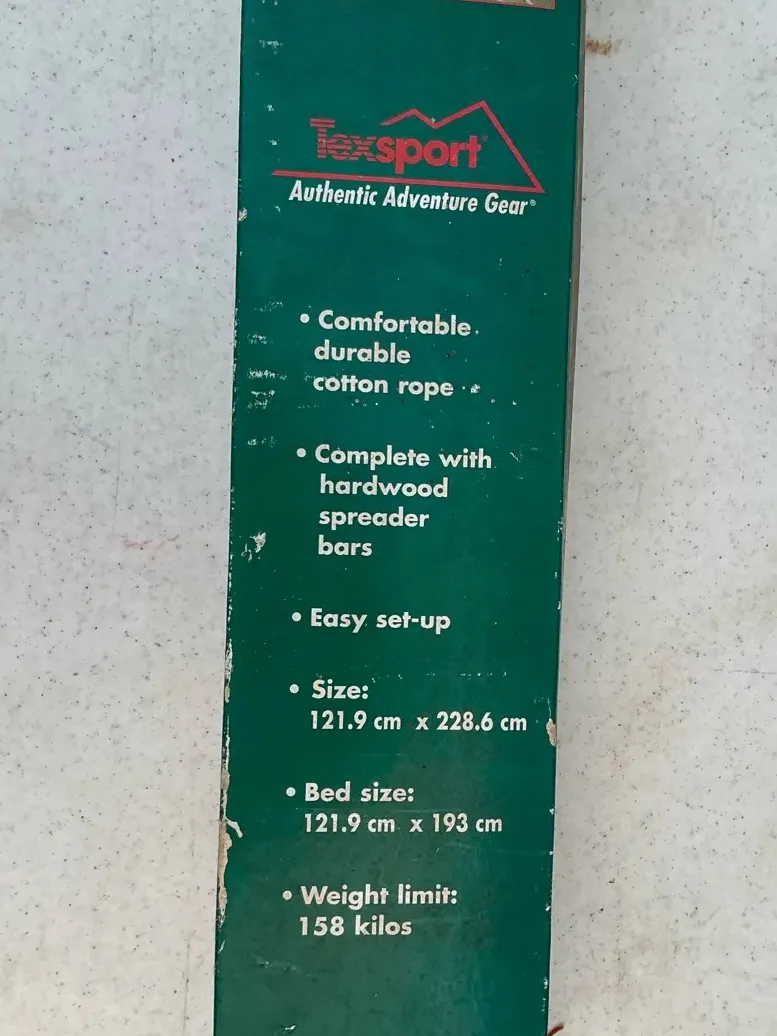 Texsport®
Authentic Adventure Gear®
• Comfortable,
durable
cotton rope
• Complete with
hardwood
spreader
bars
• Easy set-up
• Size:
121.9 cm x 228.6 cm
• Bed size:
121.9 cm x 193 cm
• Weight limit:
158 kilos